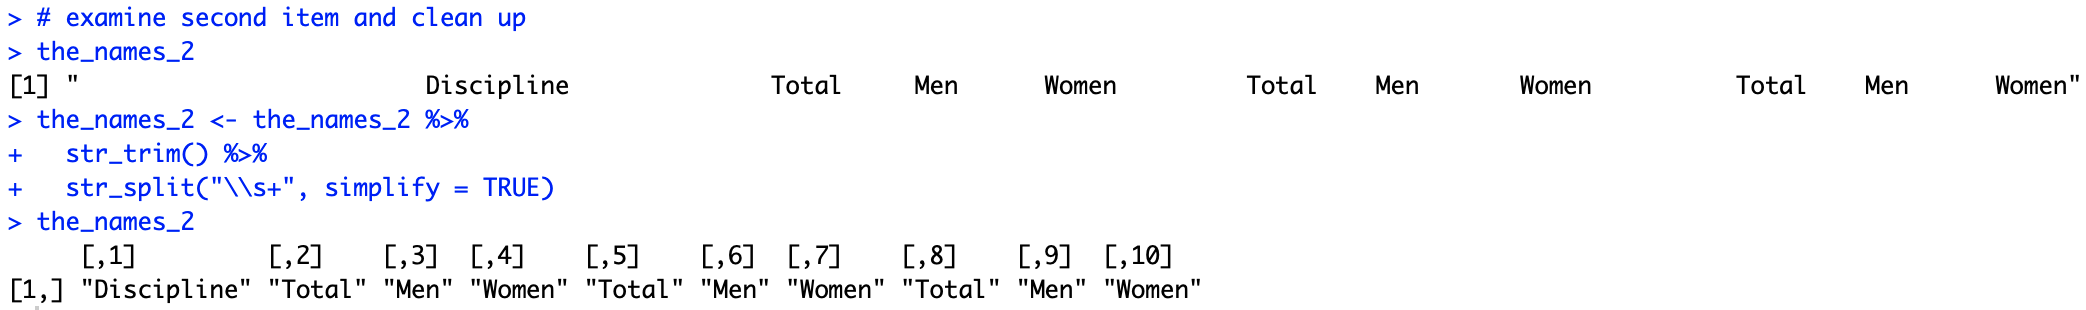 > # examine second item and clean up
> the_names_2
[1] "                        Discipline              Total     Men      Women         Total    Men       Women          Total    Men      Women"
> the_names_2 <- the_names_2 %>%
+   str_trim() %>%
+   str_split("\\s+", simplify = TRUE)
> the_names_2
     [,1]         [,2]    [,3]  [,4]    [,5]    [,6]  [,7]    [,8]    [,9]  [,10]
[1,] "Discipline" "Total" "Men" "Women" "Total" "Men" "Women" "Total" "Men" "Women"